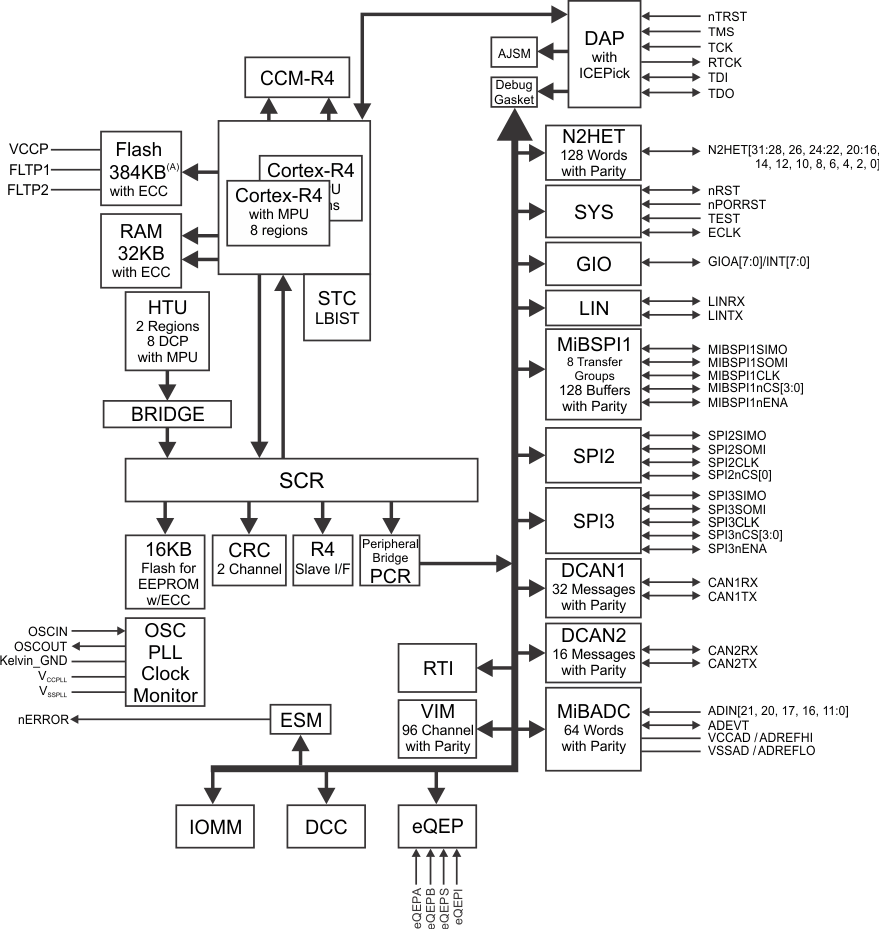 DAP
with
ICEPick
nTRST
TMS
TCK
RTCK
TDI
TDO
AJSM
Debug
Gasket
CCM-R4
VCCP
FLTP1
FLTP2
Flash
384KB(A)
with ECC
Cortex-R4
U
ns
Cortex-R4
with MPU
8 regions
RAM
32KB
with ECC
STC
LBIST
HTU
2 Regions
8 DCP
with MPU
BRIDGE
SCR
16KB
Flash for
EEPROM
w/ECC
CRC
2 Channel
R4
Slave I/F
Peripheral
Bridge
PCR
OSCIN
OSCOUT
Kelvin_GND
VCCPLL
VSSPLL
OSC
PLL
Clock
Monitor
nERROR
ESM
RTI
VIM
96 Channel
with Parity
IOMM
DCC
eQEP
eQEPA
eQEPB
eQEPS
eQEPI
N2HET
128 Words
with Parity
N2HET[31:28, 26, 24:22, 20:16,
14, 12, 10, 8, 6, 4, 2, 0]
SYS
nRST
nPORRST
TEST
ECLK
GIO
GIOA[7:0]/INT[7:0]
LIN
LINRX
LINTX
MiBSPI1
8 Transfer
Groups
128 Buffers
with Parity
MIBSPI1SIMO
MIBSPI1SOMI
MIBSPI1CLK
MIBSPI1nCS[3:0]
MIBSPI1nENA
SPI2
SPI2SIMO
SPI2SOMI
SPI2CLK
SPI2nCS[0]
SPI3
SPI3SIMO
SPI3SOMI
SPI3CLK
SPI3nCS[3:0]
SPI3nENA
DCAN1
32 Messages
with Parity
CAN1RX
CAN1TX
DCAN2
16 Messages
with Parity
CAN2RX
CAN2TX
MiBADC
64 Words
with Parity
ADIN[21, 20, 17, 16, 11:0]
ADEVT
VCCAD / ADREFHI
VSSAD / ADREFLO